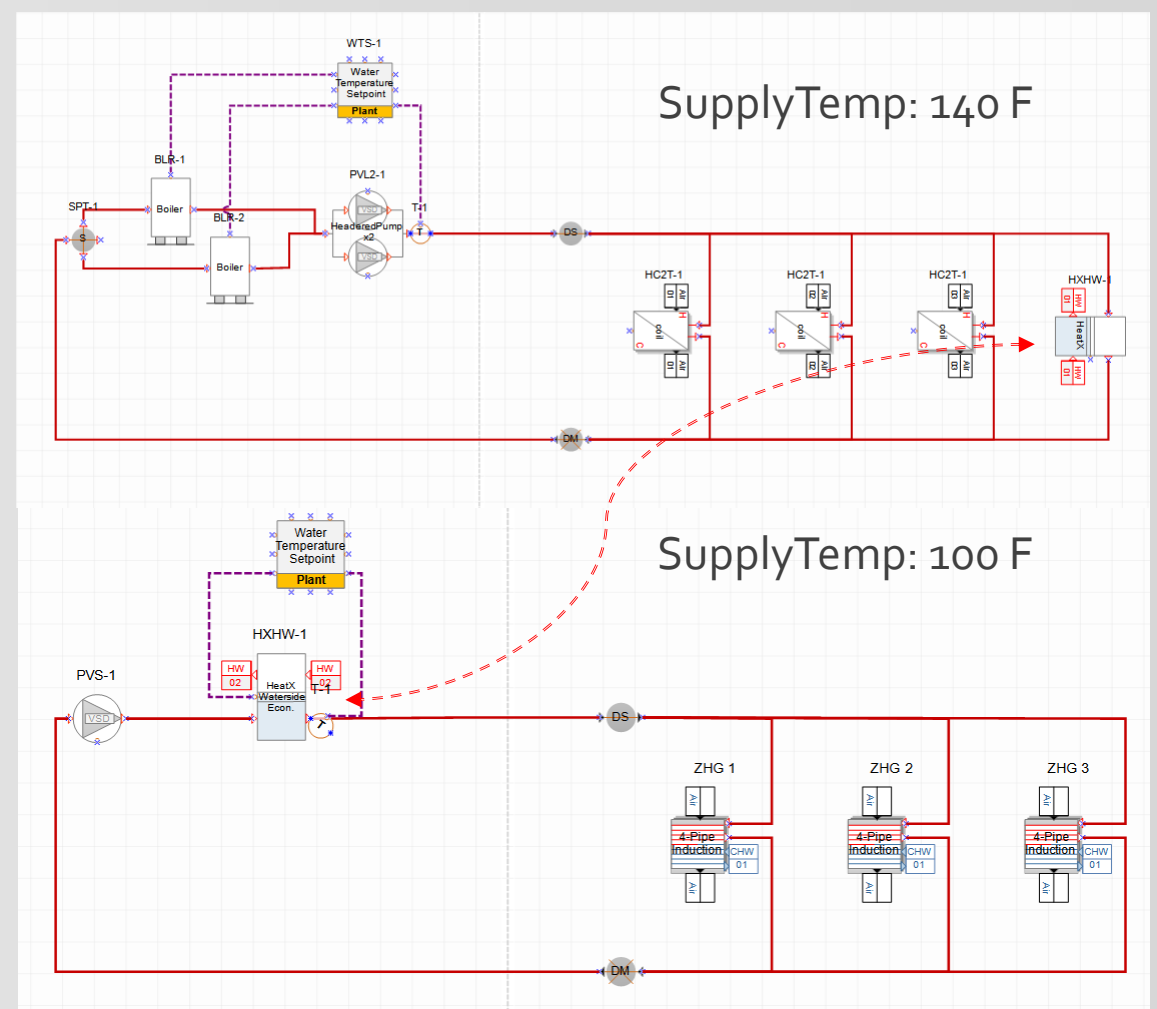 WTS-1
Water
Temperature
Setpoint
Plant
SupplyTemp: 140 F
BLR-1
Boiler
SPT-1
S
BLR-2
Boiler
PVL2-1
VSD
HeaderedPump
x2
VSD
T-1
T
DS
HC2T-1
Air
01
H
coil
C
Air
01
HC2T-1
Air
02
H
coil
C
Air
02
HC2T-1
Air
03
H
coil
C
Air
03
HXHW-1
HW
01
HeatX
HW
01
DM
Water
Temperature
Setpoint
Plant
SupplyTemp: 100 F
HXHW-1
HW
02
HW
02
HeatX
Waterside
Econ.
T-1
T
PVS-1
VSD
DS
ZHG 1
Air
4-Pipe
Induction
CHW
01
Air
ZHG 2
Air
4-Pipe
Induction
CHW
01
Air
ZHG 3
Air
4-Pipe
Induction
CHW
01
Air
DM